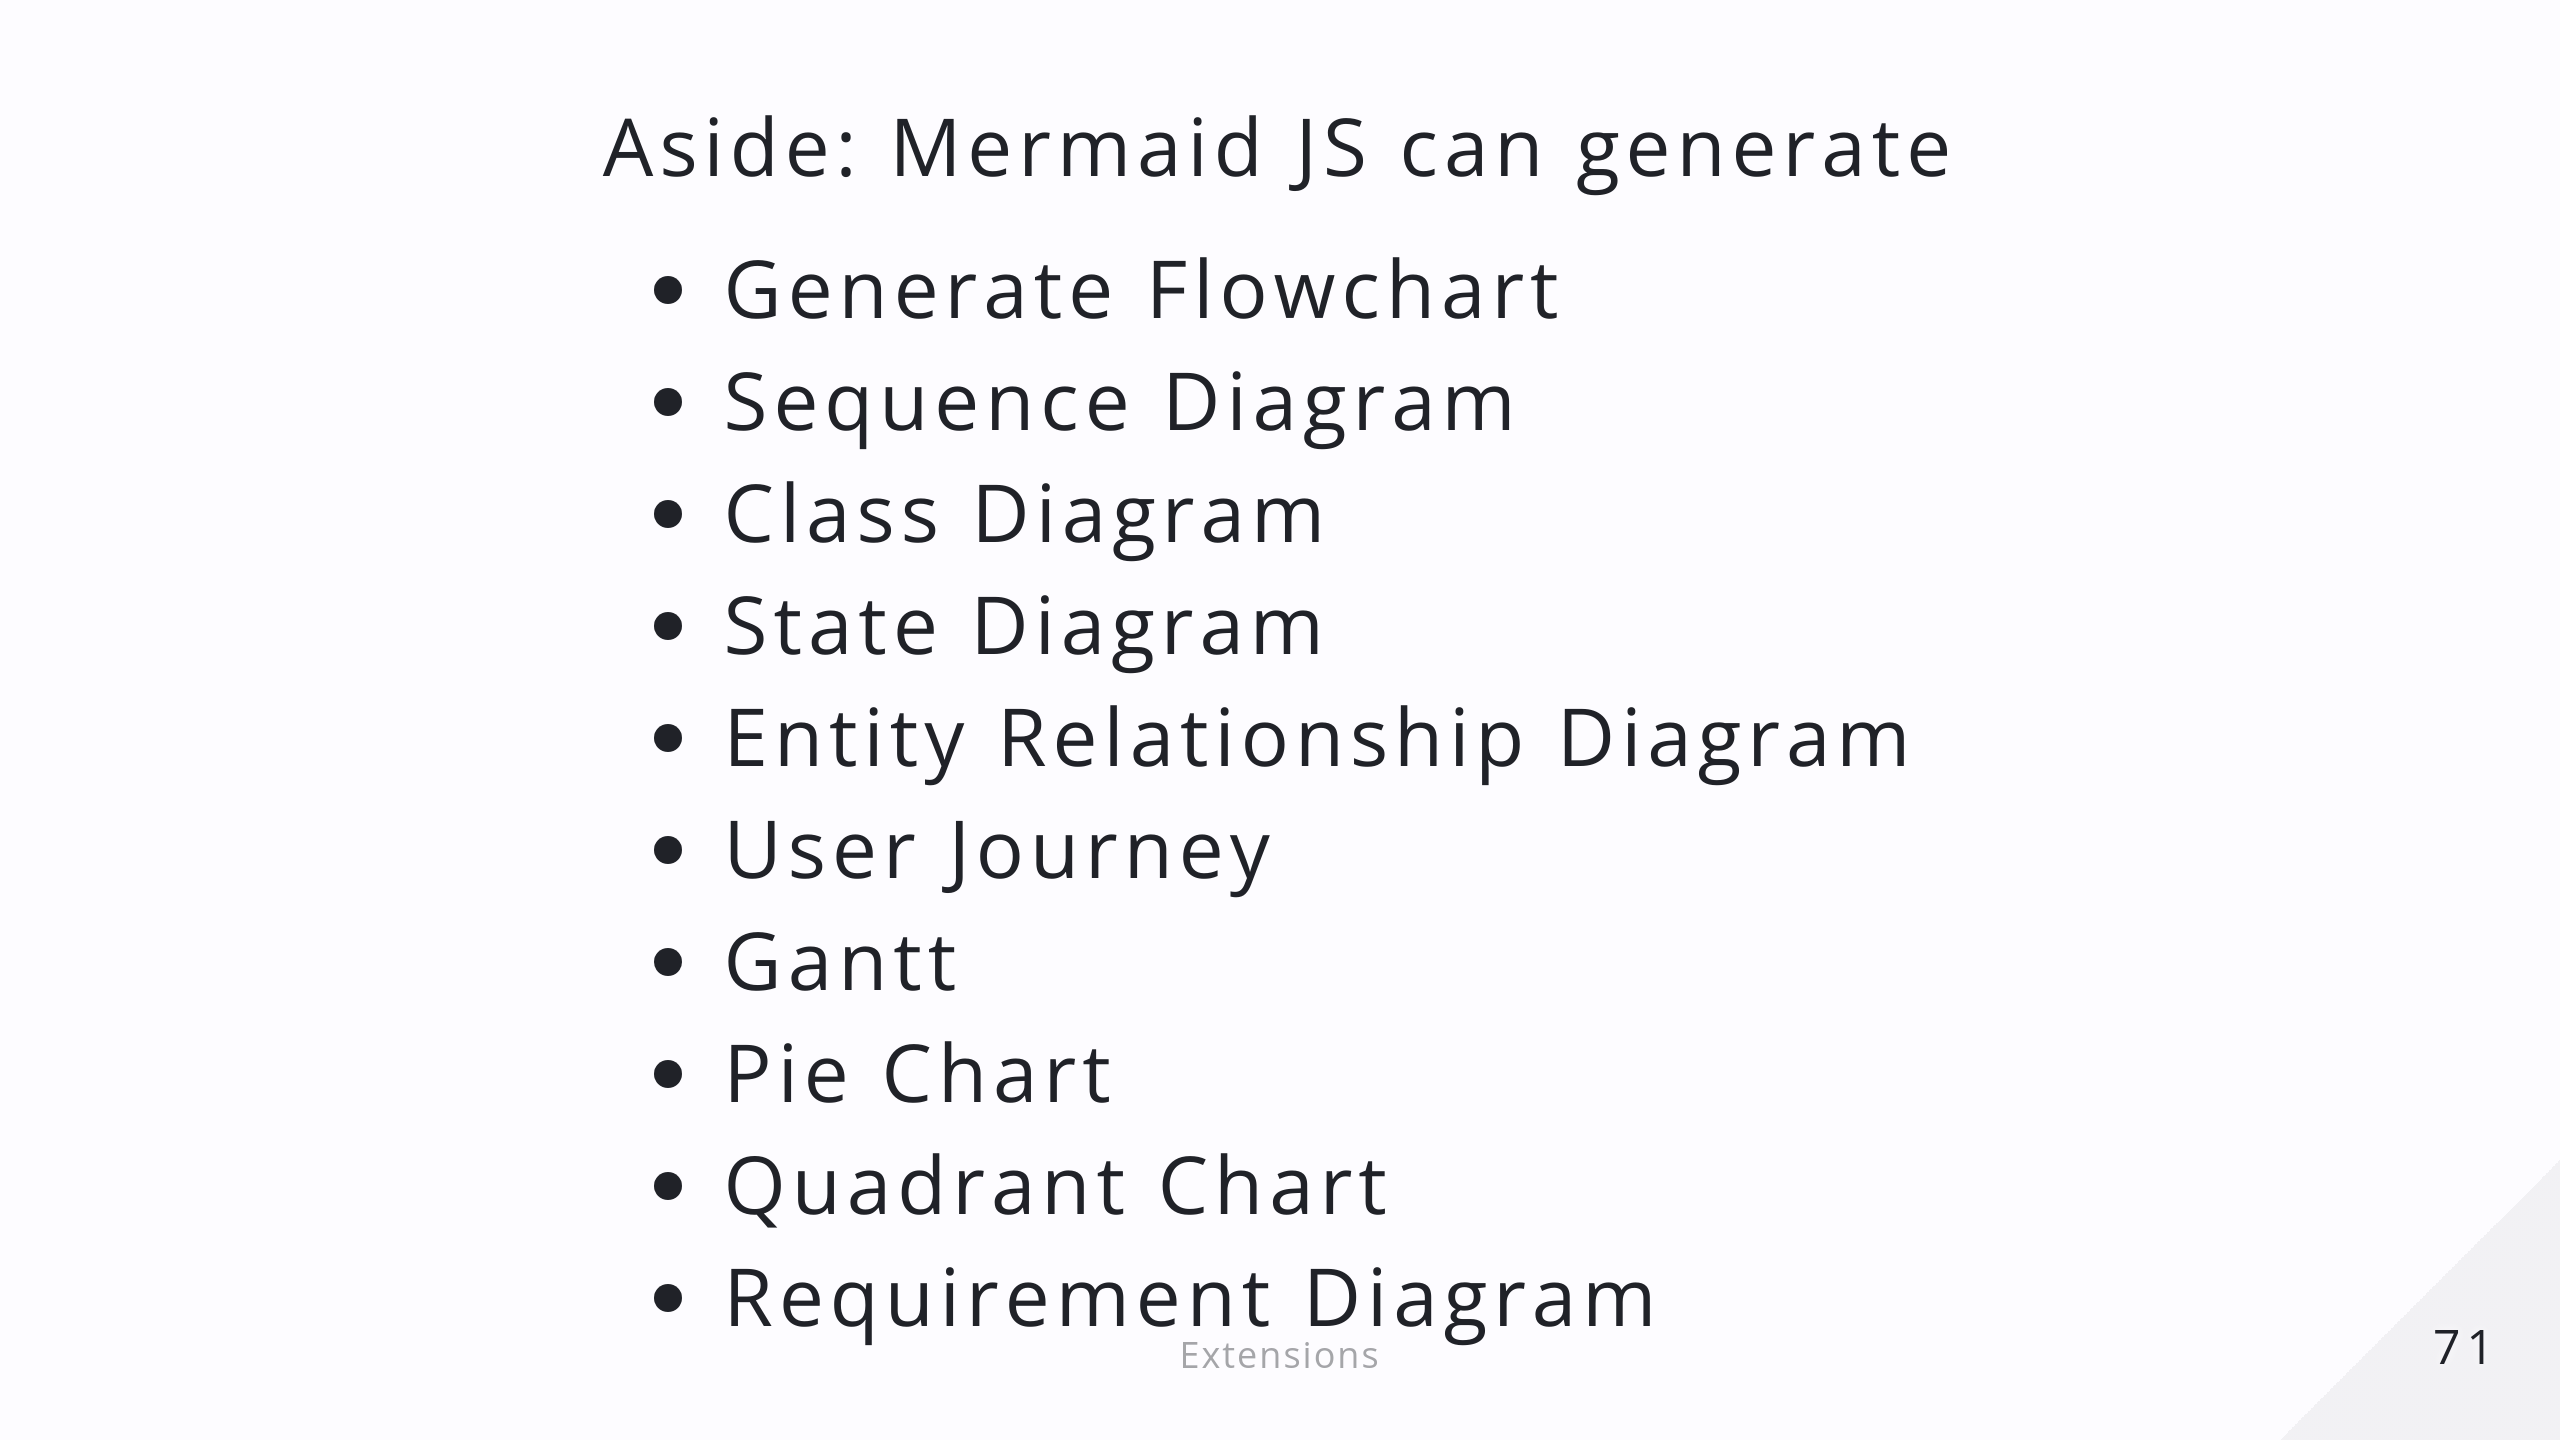 Aside: Mermaid JS can generate
• Generate Flowchart
• Sequence Diagram
• Class Diagram
• State Diagram
• Entity Relationship Diagram
• User Journey
• Gantt
• Pie Chart
• Quadrant Chart
• Requirement Diagram
Extensions
71